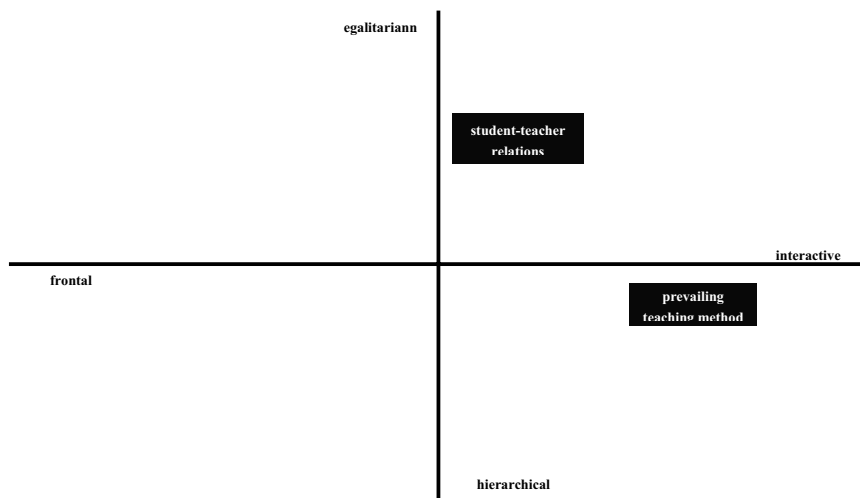 egalitariann
student-teacher
relations
interactive
frontal
prevailing
teaching method
hierarchical